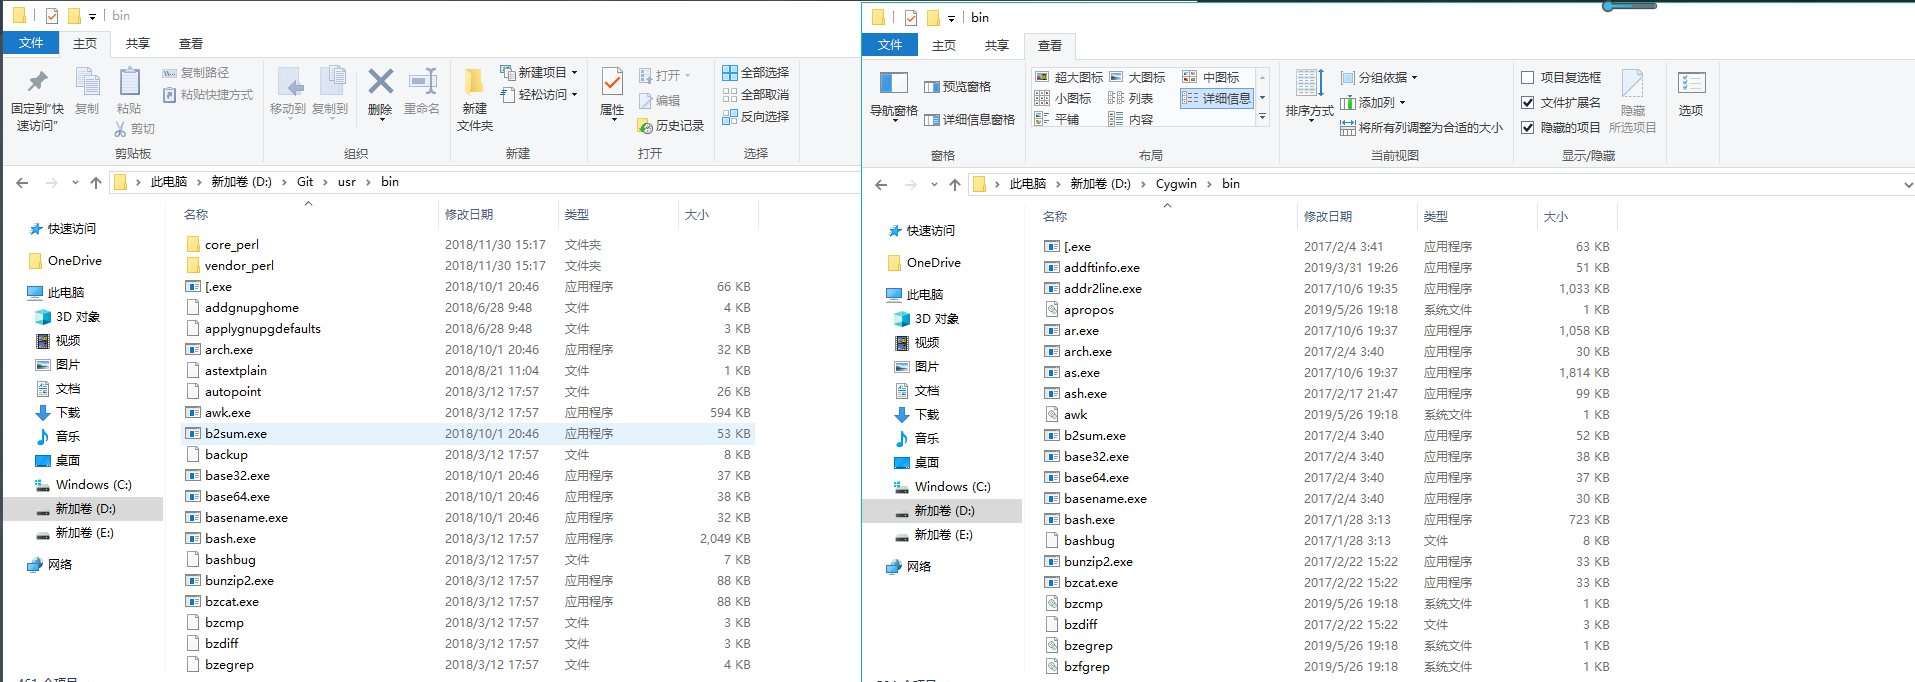 bin
文件 主页 共享 查看
固定到"快速访问"
复制
粘贴
复制路径
粘贴快捷方式
剪切
剪贴板
移动到 复制到
删除 重命名
组织
新建文件夹
新建项目
轻松访问
新建
属性
打开
编辑
历史记录
打开
全部选择
全部取消
反向选择
选择
此电脑 > 新加卷 (D:) > Git > usr > bin
快速访问
OneDrive
此电脑
3D 对象
视频
图片
文档
下载
音乐
桌面
Windows (C:)
新加卷 (D:)
新加卷 (E:)
网络
名称 修改日期 类型 大小
core_perl 2018/11/30 15:17 文件夹
vendor_perl 2018/11/30 15:17 文件夹
[.exe 2018/10/1 20:46 应用程序 66 KB
addgnupghome 2018/6/28 9:48 文件 4 KB
applygnupgdefaults 2018/6/28 9:48 文件 3 KB
arch.exe 2018/10/1 20:46 应用程序 32 KB
astextplain 2018/8/21 11:04 文件 1 KB
autopoint 2018/3/12 17:57 文件 26 KB
awk.exe 2018/3/12 17:57 应用程序 594 KB
b2sum.exe 2018/10/1 20:46 应用程序 53 KB
backup 2018/3/12 17:57 文件 8 KB
base32.exe 2018/10/1 20:46 应用程序 37 KB
base64.exe 2018/10/1 20:46 应用程序 38 KB
basename.exe 2018/10/1 20:46 应用程序 32 KB
bash.exe 2018/3/12 17:57 应用程序 2,049 KB
bashbug 2018/3/12 17:57 文件 7 KB
bunzip2.exe 2018/3/12 17:57 应用程序 88 KB
bzcat.exe 2018/3/12 17:57 应用程序 88 KB
bzcmp 2018/3/12 17:57 文件 3 KB
bzdiff 2018/3/12 17:57 文件 3 KB
bzegrep 2018/3/12 17:57 文件 4 KB
bin
文件 主页 共享 查看
导航窗格
预览窗格
详细信息窗格
窗格
超大图标 大图标 中图标
小图标 列表 详细信息
平铺 内容
布局
排序方式
分组依据
添加列
将所有列调整为合适的大小
当前视图
项目复选框
文件扩展名
隐藏的项目
隐藏所选项目
显示/隐藏
选项
此电脑 > 新加卷 (D:) > Cygwin > bin
快速访问
OneDrive
此电脑
3D 对象
视频
图片
文档
下载
音乐
桌面
Windows (C:)
新加卷 (D:)
新加卷 (E:)
网络
名称 修改日期 类型 大小
[.exe 2017/2/4 3:41 应用程序 63 KB
addftinfo.exe 2019/3/31 19:26 应用程序 51 KB
addr2line.exe 2017/10/6 19:35 应用程序 1,033 KB
apropos 2019/5/26 19:18 系统文件 1 KB
ar.exe 2017/10/6 19:37 应用程序 1,058 KB
arch.exe 2017/2/4 3:40 应用程序 30 KB
as.exe 2017/10/6 19:37 应用程序 1,814 KB
ash.exe 2017/2/17 21:47 应用程序 99 KB
awk 2019/5/26 19:18 系统文件 1 KB
b2sum.exe 2017/2/4 3:40 应用程序 52 KB
base32.exe 2017/2/4 3:40 应用程序 38 KB
base64.exe 2017/2/4 3:40 应用程序 37 KB
basename.exe 2017/2/4 3:40 应用程序 30 KB
bash.exe 2017/1/28 3:13 应用程序 723 KB
bashbug 2017/1/28 3:13 文件 8 KB
bunzip2.exe 2017/2/22 15:22 应用程序 33 KB
bzcat.exe 2017/2/22 15:22 应用程序 33 KB
bzcmp 2019/5/26 19:18 系统文件 1 KB
bzdiff 2017/2/22 15:22 文件 3 KB
bzegrep 2019/5/26 19:18 系统文件 1 KB
bzfgrep 2019/5/26 19:18 系统文件 1 KB